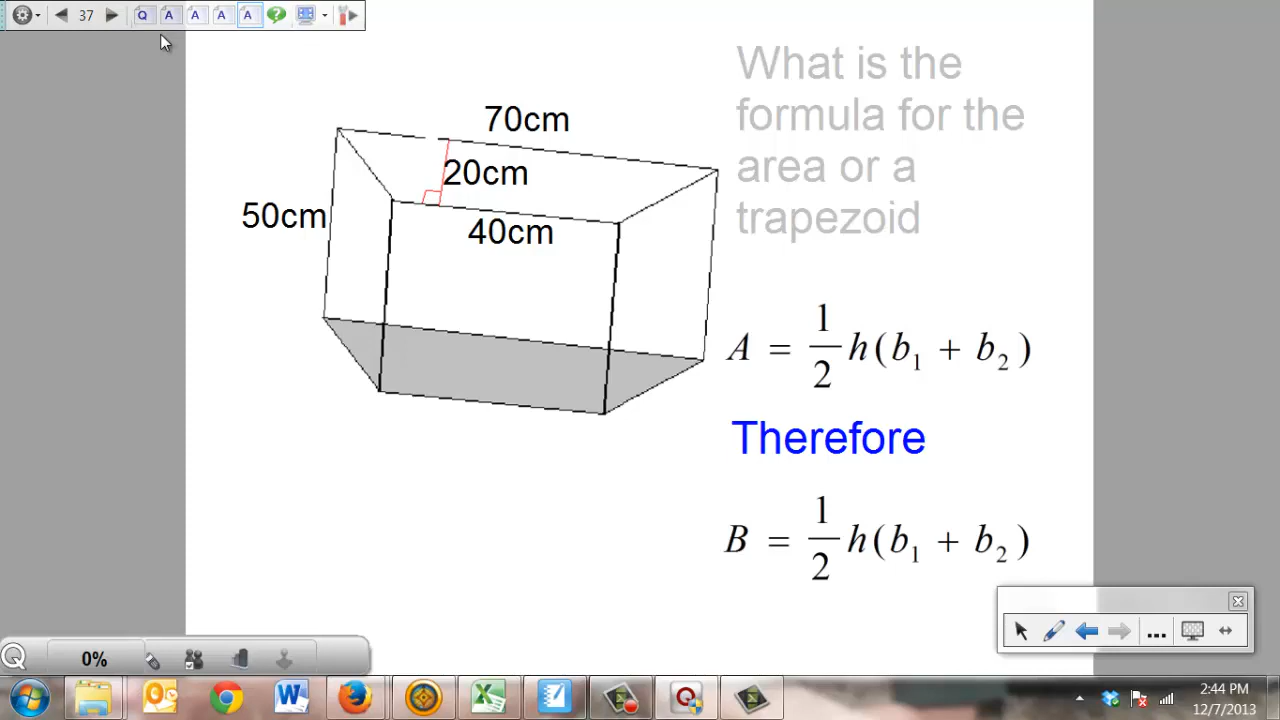 37 Q A A A A ?
What is the
formula for the
area or a
trapezoid
70cm
20cm
50cm
40cm
A = 1/2 h(b₁ + b₂)
Therefore
B = 1/2 h(b₁ + b₂)
0%
2:44 PM
12/7/2013